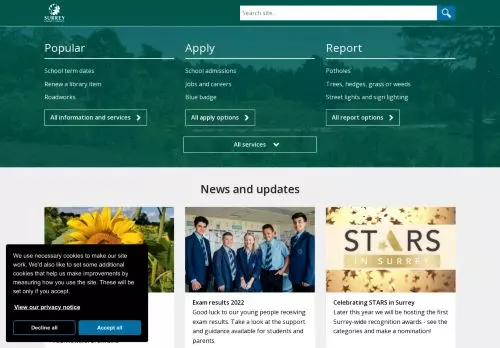 SURREY
Search site...
Popular
School term dates
Renew a library item
Roadworks
All information and services
Apply
School admissions
Jobs and careers
Blue badge
All apply options
Report
Potholes
Trees, hedges, grass or weeds
Street lights and sign lighting
All report options
All services
News and updates
Exam results 2022
Good luck to our young people receiving
exam results. Take a look at the support
and guidance available for students and
parents
STARS
IN SURREY
Celebrating STARS in Surrey
Later this year we will be hosting the first
Surrey-wide recognition awards - see the
categories and make a nomination!
We use necessary cookies to make our site
work. We'd also like to set some additional
cookies that help us make improvements by
measuring how you use the site. These will be
set only if you accept.
View our privacy notice
Decline all
Accept all